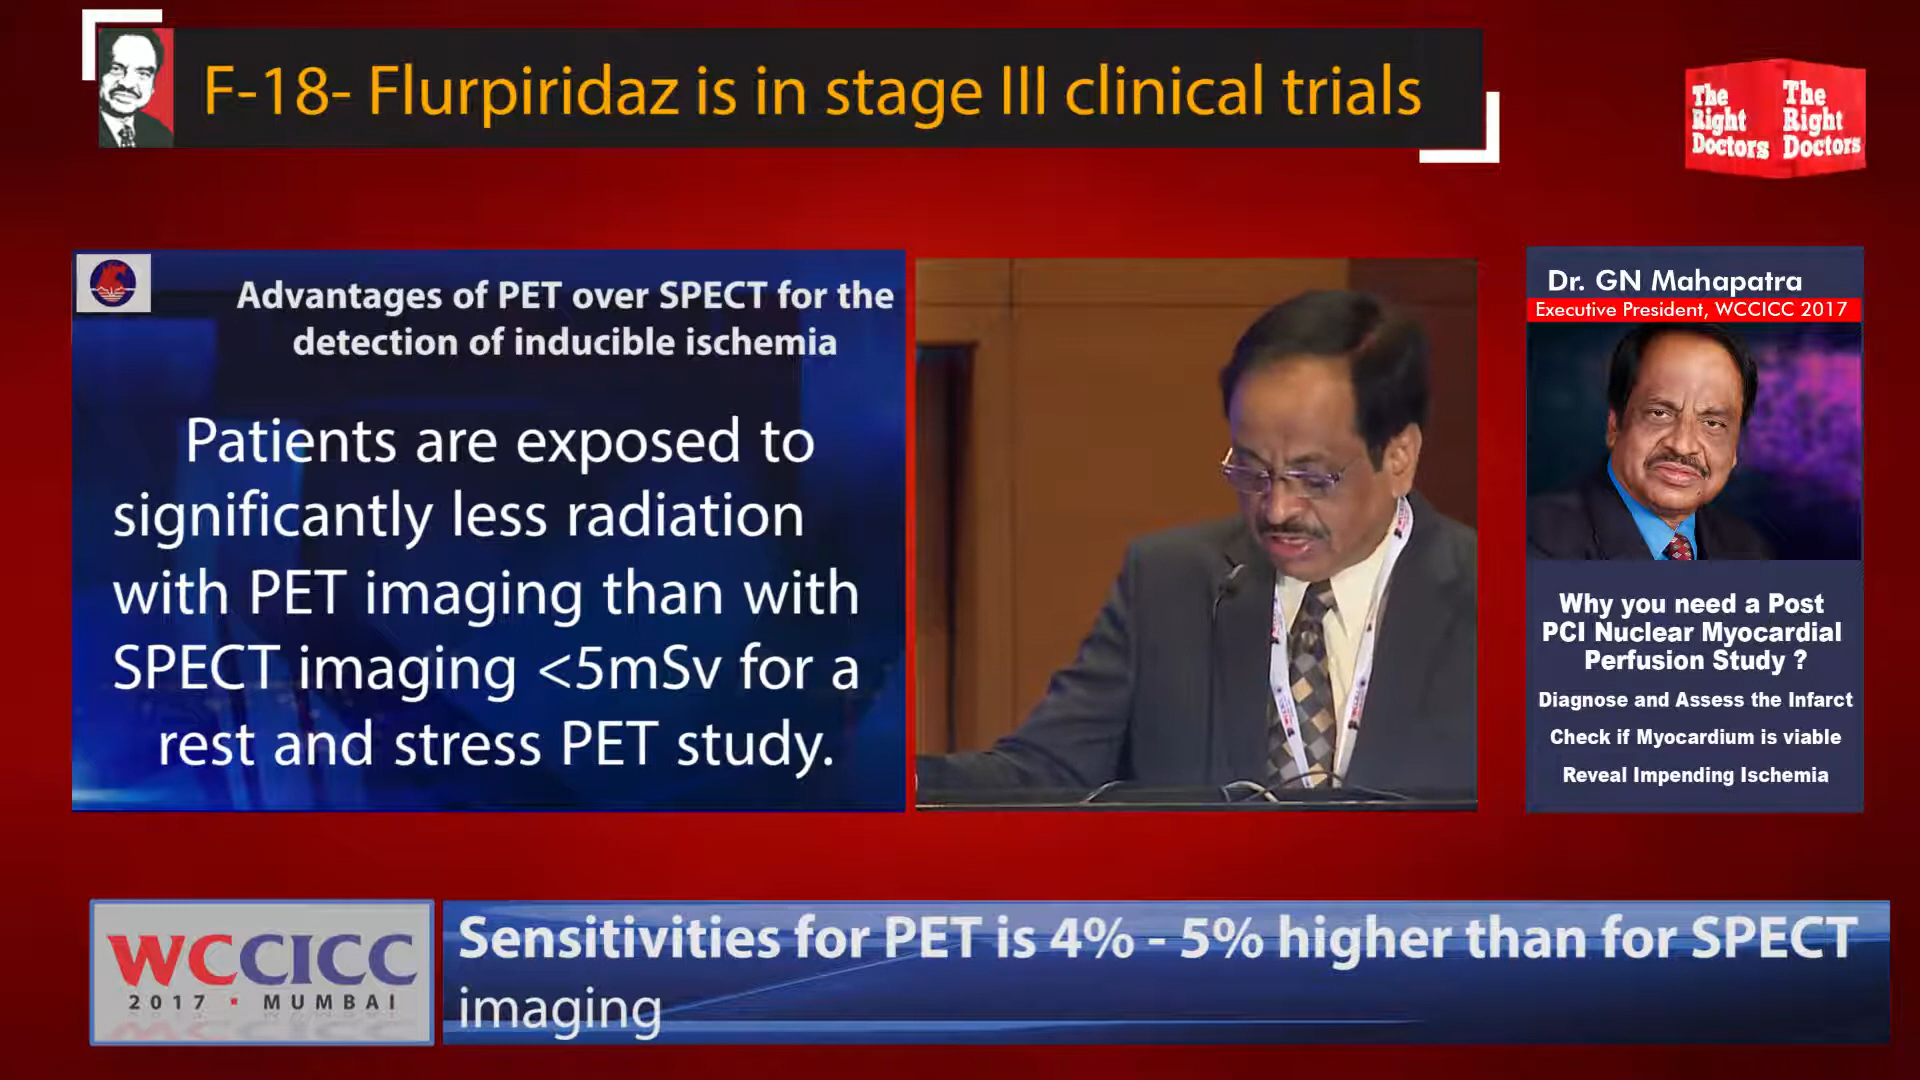 F-18- Flurpiridaz is in stage III clinical trials
The
Right
Doctors
The
Right
Doctors
Advantages of PET over SPECT for the
detection of inducible ischemia
Patients are exposed to
significantly less radiation
with PET imaging than with
SPECT imaging <5mSv for a
rest and stress PET study.
Dr. GN Mahapatra
Executive President, WCCICC 2017
Why you need a Post
PCI Nuclear Myocardial
Perfusion Study ?
Diagnose and Assess the Infarct
Check if Myocardium is viable
Reveal Impending Ischemia
WCCICC
2017 • MUMBAI
Sensitivities for PET is 4% - 5% higher than for SPECT
imaging